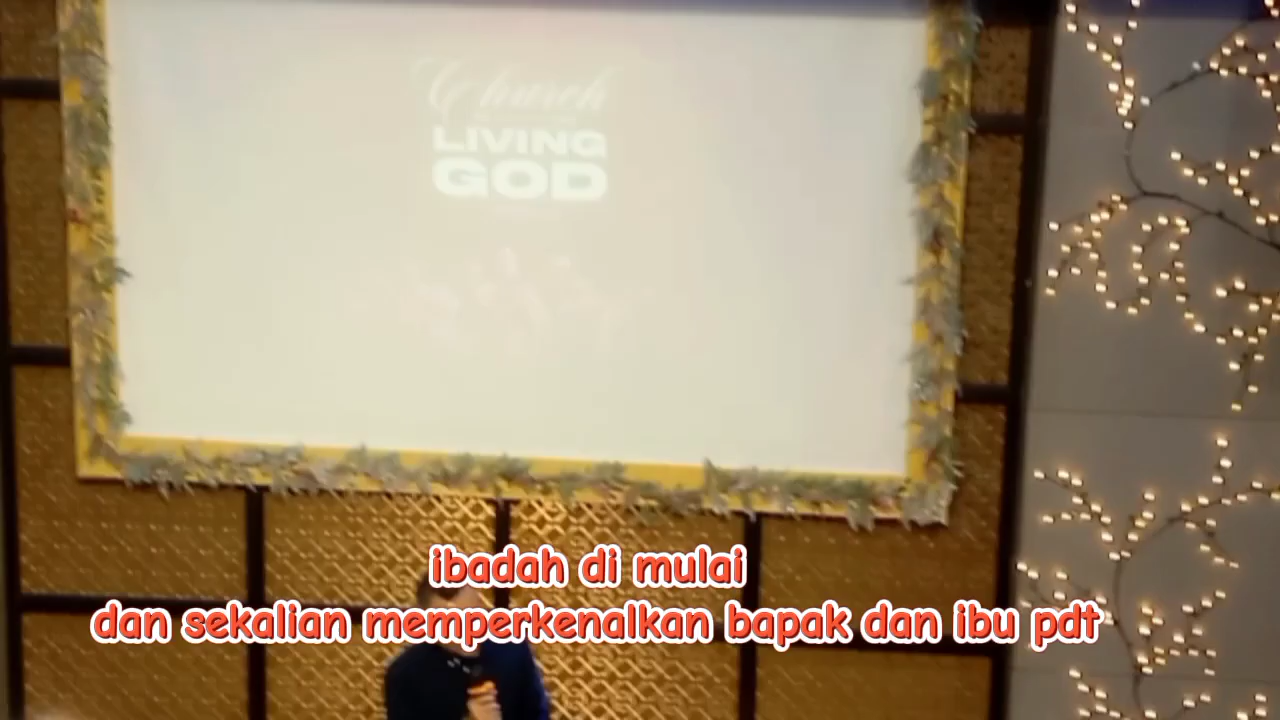 Church
LIVING
GOD
ibadah di mulai
dan sekalian memperkenalkan bapak dan ibu pdt